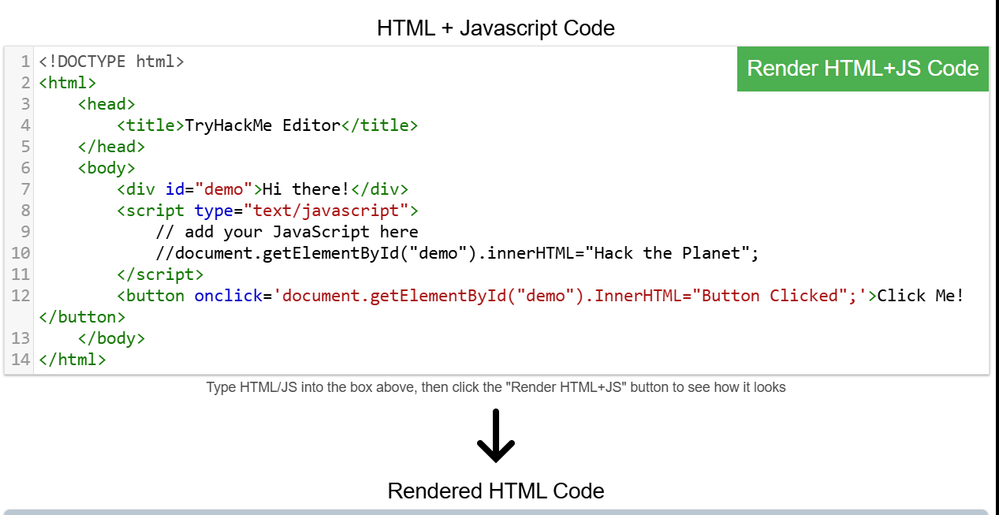 HTML + Javascript Code
Render HTML+JS Code
1 <!DOCTYPE html>
2 <html>
3     <head>
4         <title>TryHackMe Editor</title>
5     </head>
6     <body>
7         <div id="demo">Hi there!</div>
8         <script type="text/javascript">
9             // add your JavaScript here
10             //document.getElementById("demo").innerHTML="Hack the Planet";
11         </script>
12         <button onclick='document.getElementById("demo").InnerHTML="Button Clicked";'>Click Me!
</button>
13     </body>
14 </html>
Type HTML/JS into the box above, then click the "Render HTML+JS" button to see how it looks
Rendered HTML Code